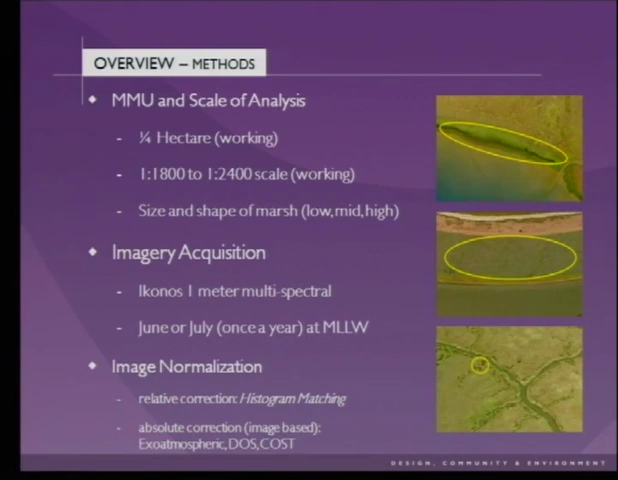 OVERVIEW – METHODS
MMU and Scale of Analysis
- ¼ Hectare (working)
- 1:1800 to 1:2400 scale (working)
- Size and shape of marsh (low, mid, high)
Imagery Acquisition
- Ikonos 1 meter multi-spectral
- June or July (once a year) at MLLW
Image Normalization
- relative correction: Histogram Matching
- absolute correction (image based):
Exoatmospheric, DOS, COST
DESIGN, COMMUNITY & ENVIRONMENT